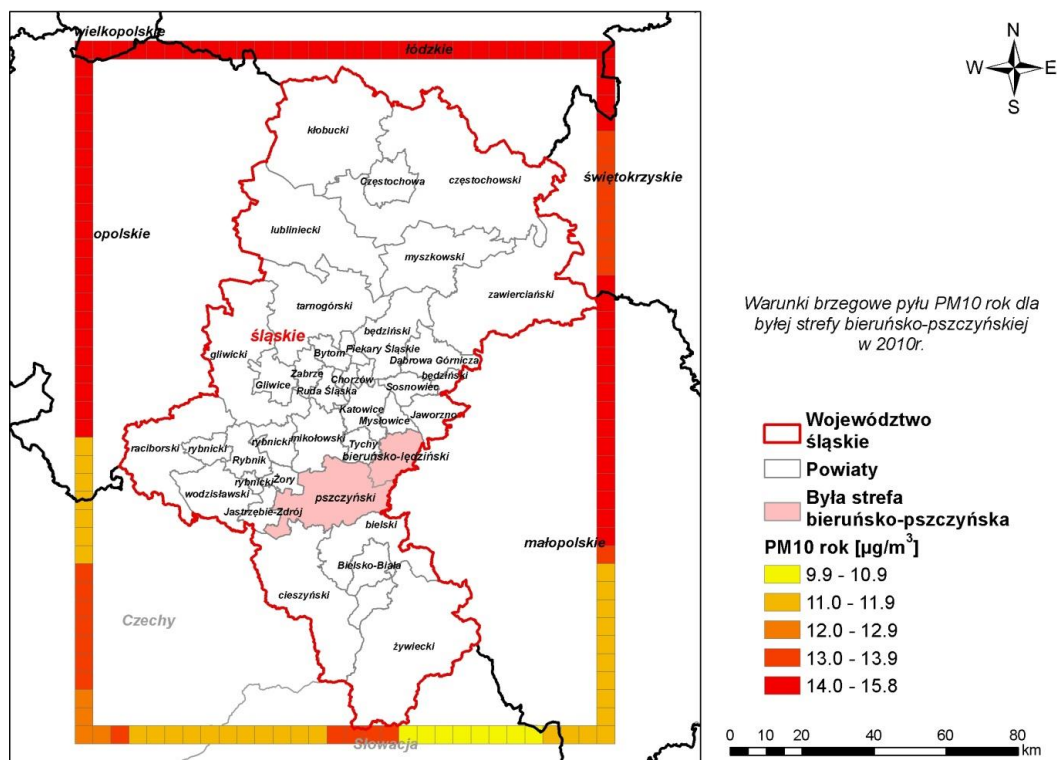 wielkopolskie
łódzkie
N
W E
S
kłobucki
Częstochowa
częstochowski
świętokrzyskie
opolskie
lubliniecki
myszkowski
zawierciański
tarnogórski
Warunki brzegowe pyłu PM10 rok dla
byłej strefy bieruńsko-pszczyńskiej
w 2010r.
śląskie
będziński
gliwicki
Bytom
Piekary Śląskie
Dąbrowa Górnicza
Zabrze
Chorzów
będziński
Gliwice
Ruda Śląska
Sosnowiec
Katowice
Mysłowice
Jaworzno
raciborski
rybnicki
rybnicki
mikołowski
Tychy
bieruńsko-lędziński
Rybnik
rybnicki
Żory
wodzisławski
pszczyński
Jastrzębie-Zdrój
bielski
małopolskie
Bielsko-Biała
cieszyński
Czechy
żywiecki
Słowacja
Województwo
śląskie
Powiaty
Była strefa
bieruńsko-pszczyńska
PM10 rok [µg/m³]
9.9 - 10.9
11.0 - 11.9
12.0 - 12.9
13.0 - 13.9
14.0 - 15.8
0 10 20 40 60 80
km